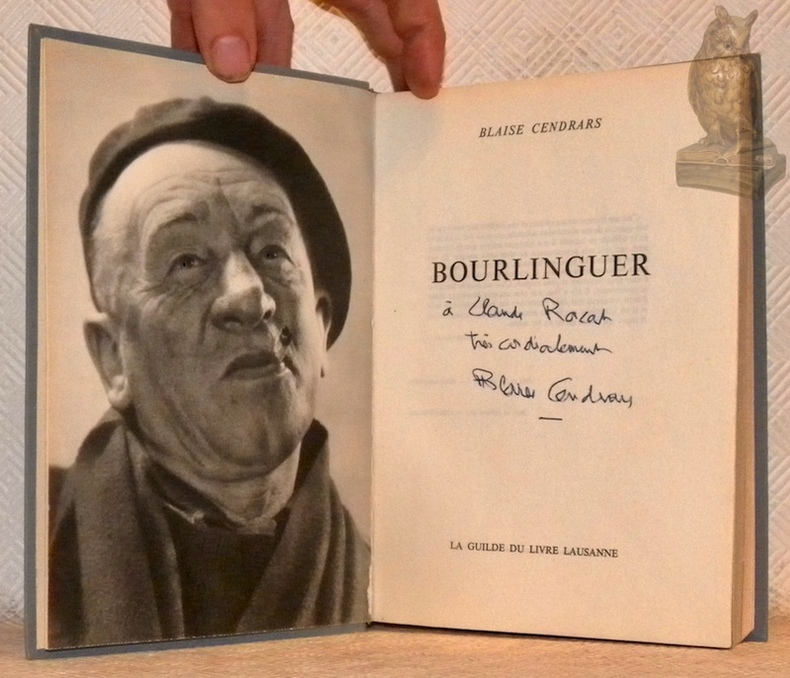 BLAISE CENDRARS
BOURLINGUER
à Claude Rocat
très cordialement
Blaise Cendrars
LA GUILDE DU LIVRE LAUSANNE